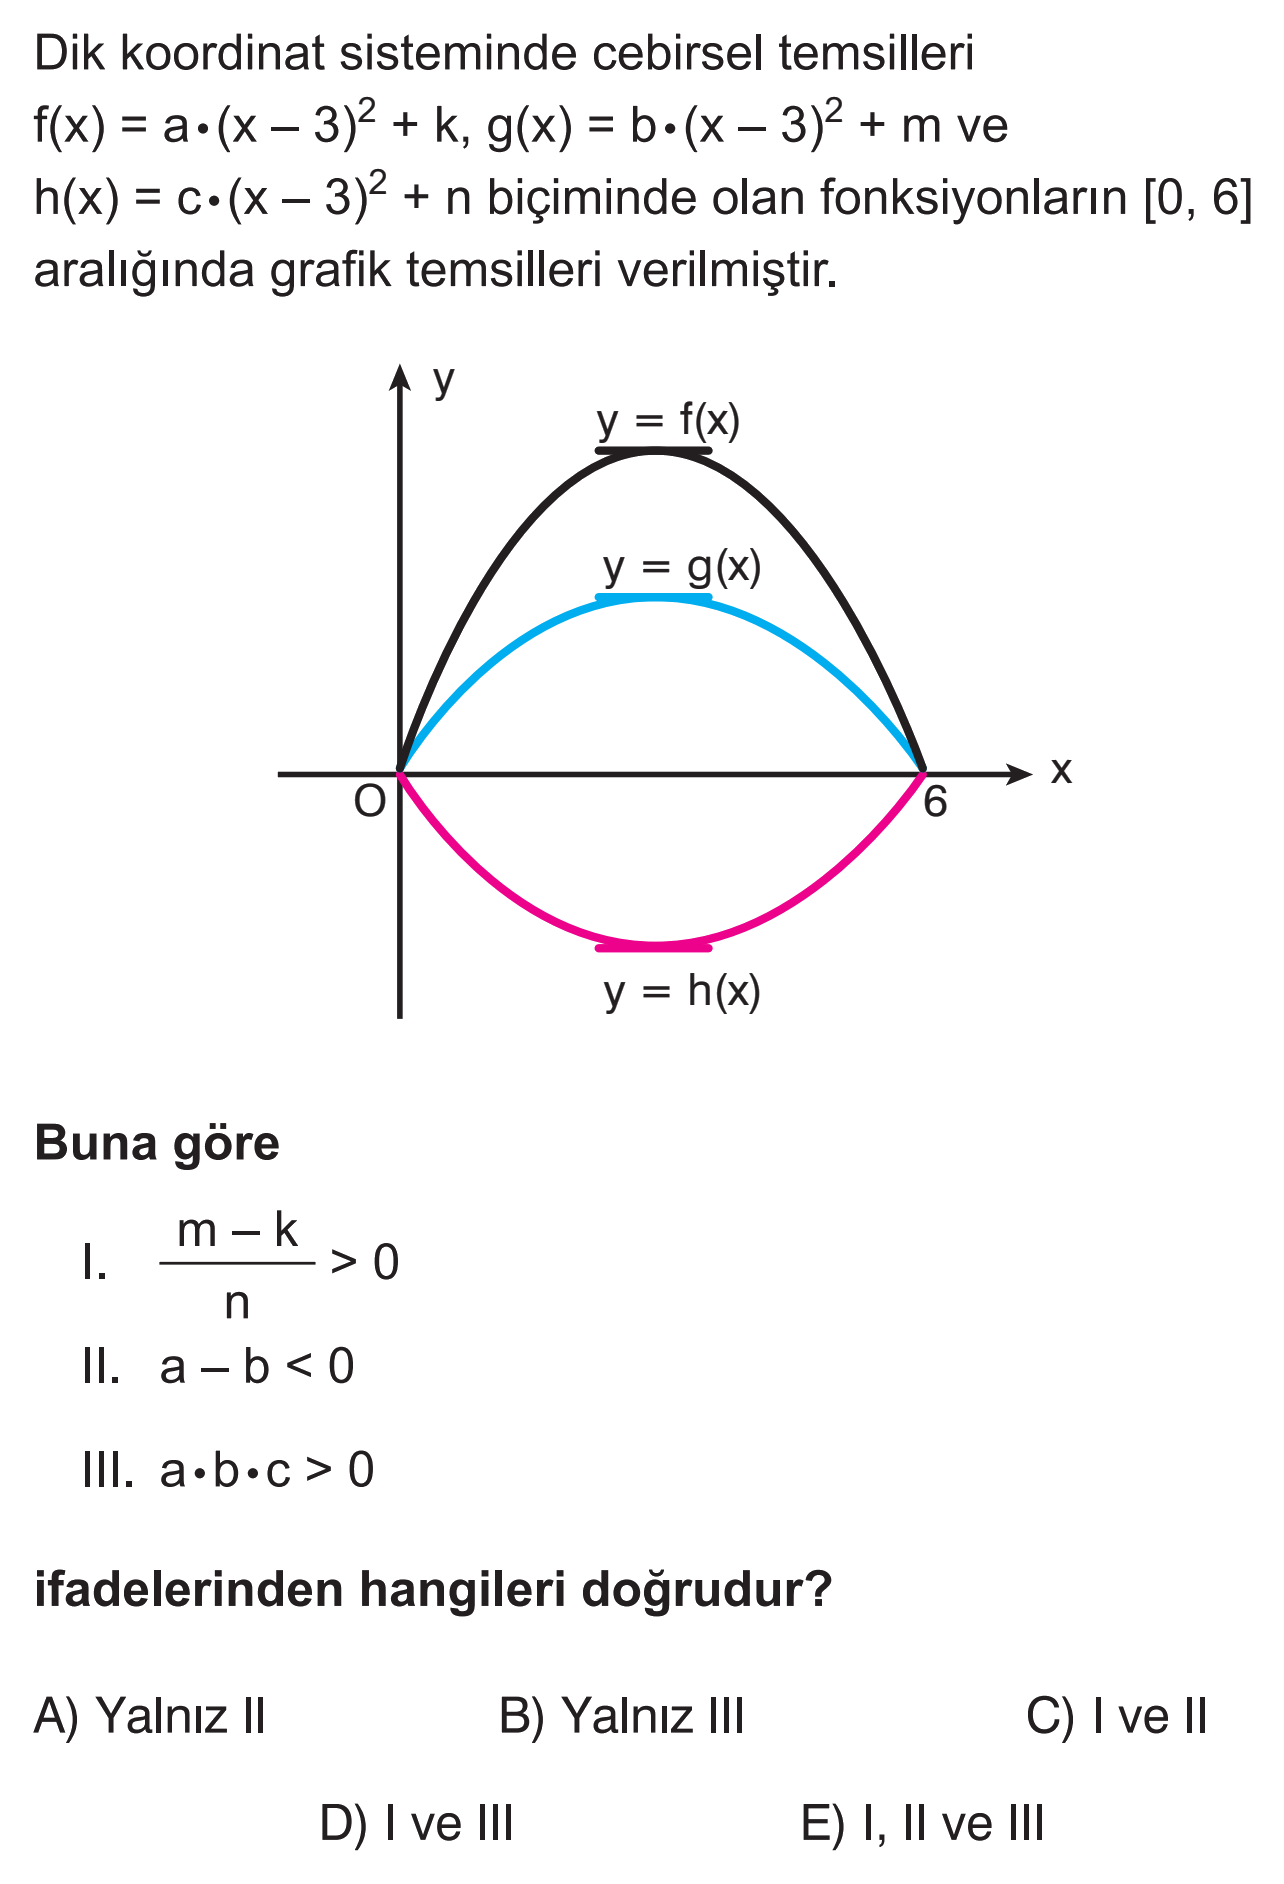 Dik koordinat sisteminde cebirsel temsilleri
f(x) = a·(x – 3)² + k, g(x) = b·(x – 3)² + m ve
h(x) = c·(x – 3)² + n biçiminde olan fonksiyonların [0, 6]
aralığında grafik temsilleri verilmiştir.
y
y = f(x)
y = g(x)
x
O
6
y = h(x)
Buna göre
I. (m – k)/n > 0
II. a – b < 0
III. a·b·c > 0
ifadelerinden hangileri doğrudur?
A) Yalnız II B) Yalnız III C) I ve II
D) I ve III E) I, II ve III